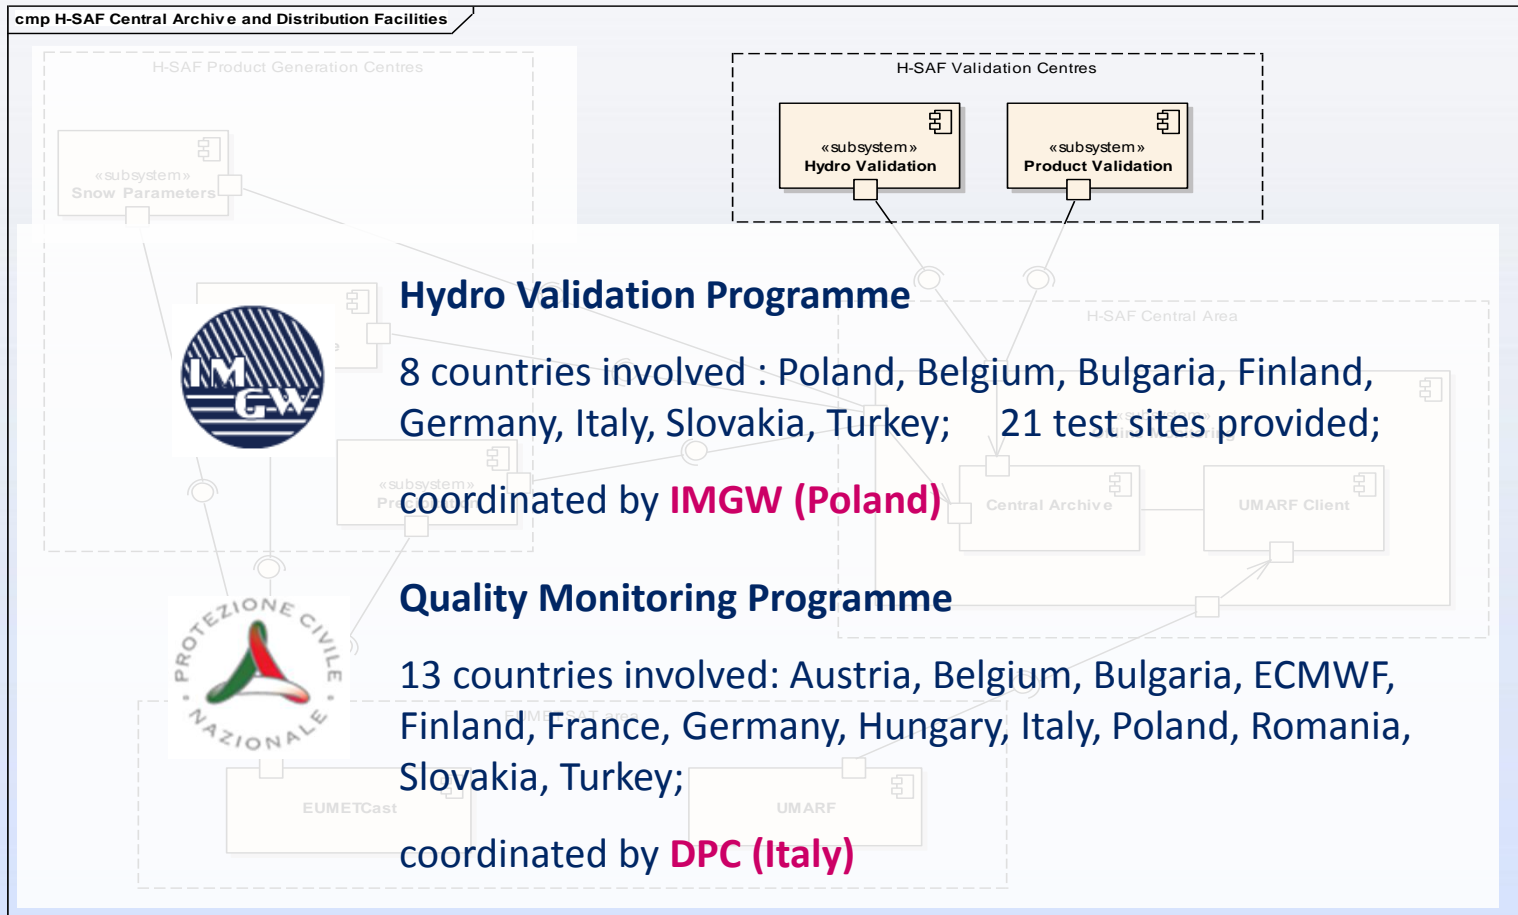 cmp H-SAF Central Archive and Distribution Facilities
H-SAF Product Generation Centres
H-SAF Validation Centres
«subsystem»
Hydro Validation
«subsystem»
Product Validation
«subsystem»
Snow Parameters
Hydro Validation Programme
H-SAF Central Area
IMGW
8 countries involved : Poland, Belgium, Bulgaria, Finland,
Germany, Italy, Slovakia, Turkey; 21 test sites provided;
«subsystem»
coordinated by IMGW (Poland)
Central Archive
UMARF Client
Quality Monitoring Programme
PROTEZIONE CIVILE
NAZIONALE
13 countries involved: Austria, Belgium, Bulgaria, ECMWF,
Finland, France, Germany, Hungary, Italy, Poland, Romania,
Slovakia, Turkey;
EUMETSAT area
EUMETCast
UMARF
coordinated by DPC (Italy)